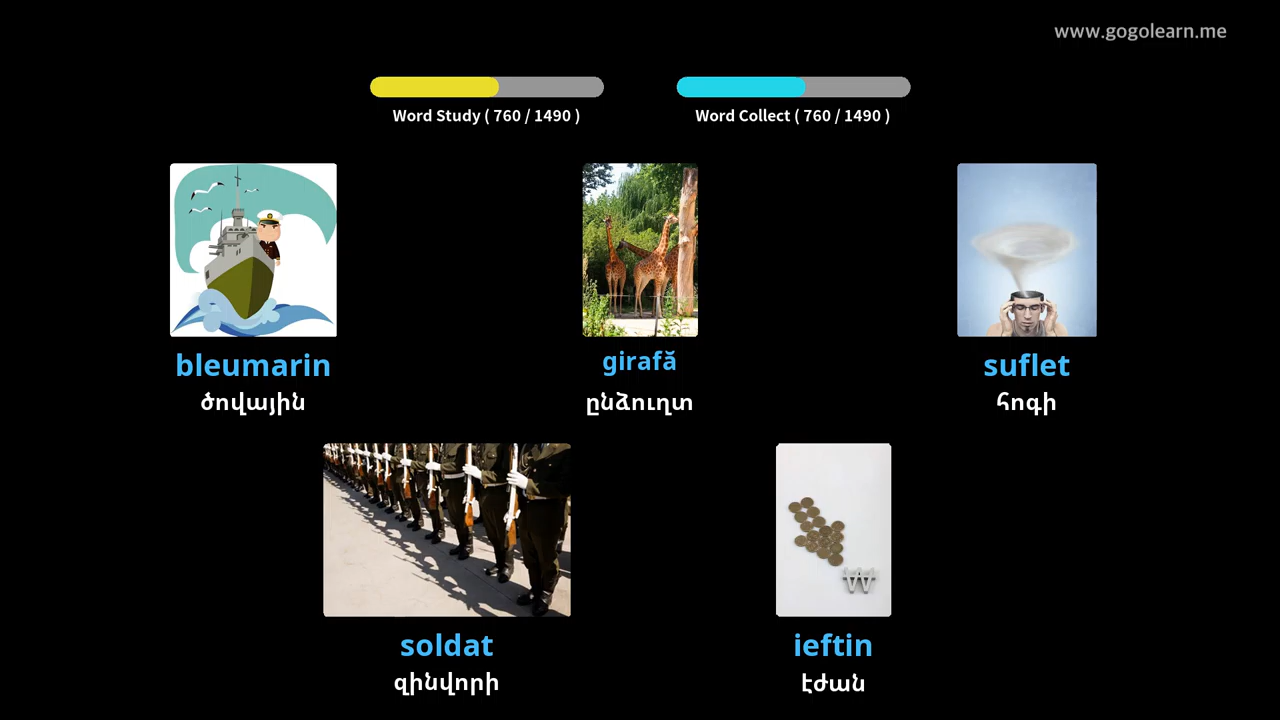 www.gogolearn.me
Word Study ( 760 / 1490 )
Word Collect ( 760 / 1490 )
bleumarin
ծովային
girafă
ընձուղտ
suflet
հոգի
soldat
զինվորի
ieftin
էժան